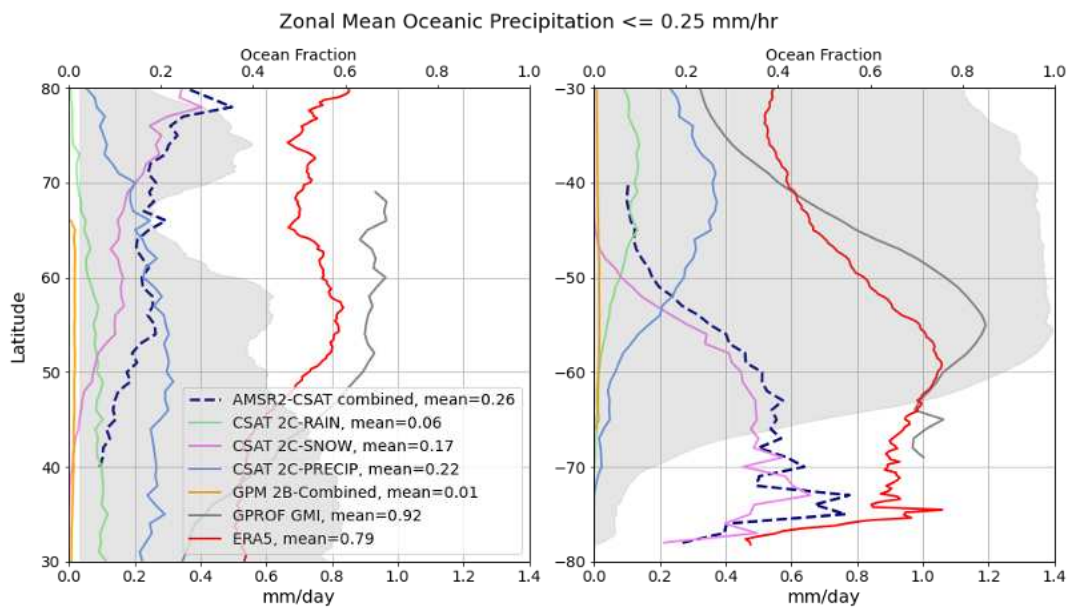 Zonal Mean Oceanic Precipitation <= 0.25 mm/hr
Ocean Fraction
0.0 0.2 0.4 0.6 0.8 1.0
Ocean Fraction
0.0 0.2 0.4 0.6 0.8 1.0
80
70
60
50
40
30
Latitude
AMSR2-CSAT combined, mean=0.26
CSAT 2C-RAIN, mean=0.06
CSAT 2C-SNOW, mean=0.17
CSAT 2C-PRECIP, mean=0.22
GPM 2B-Combined, mean=0.01
GPROF GMI, mean=0.92
ERA5, mean=0.79
0.0 0.2 0.4 0.6 0.8 1.0 1.2 1.4
mm/day
−30
−40
−50
−60
−70
−80
0.0 0.2 0.4 0.6 0.8 1.0 1.2 1.4
mm/day